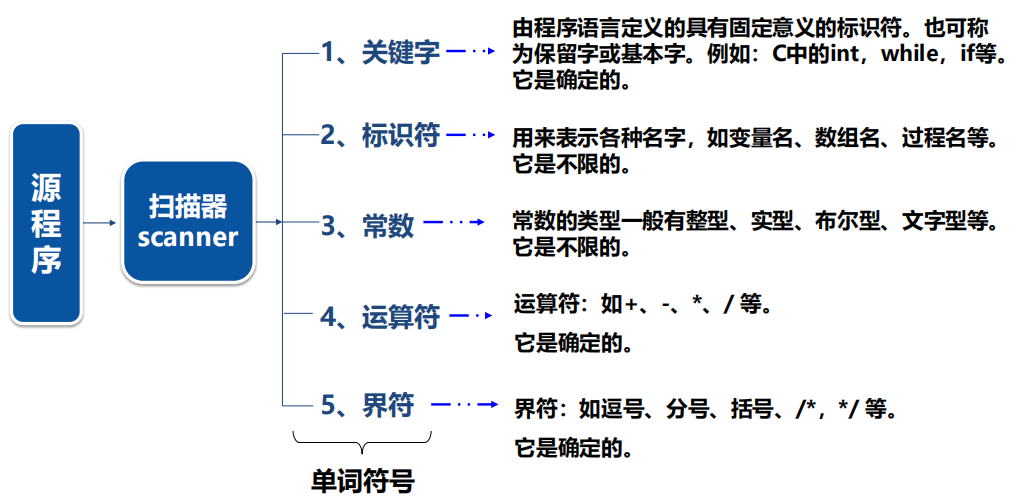 源程序
扫描器
scanner
1、关键字
由程序语言定义的具有固定意义的标识符。也可称
为保留字或基本字。例如：C中的int，while，if等。
它是确定的。
2、标识符
用来表示各种名字，如变量名、数组名、过程名等。
它是不限的。
3、常数
常数的类型一般有整型、实型、布尔型、文字型等。
它是不限的。
4、运算符
运算符：如+、-、*、/ 等。
它是确定的。
5、界符
界符：如逗号、分号、括号、/*，*/ 等。
它是确定的。
单词符号